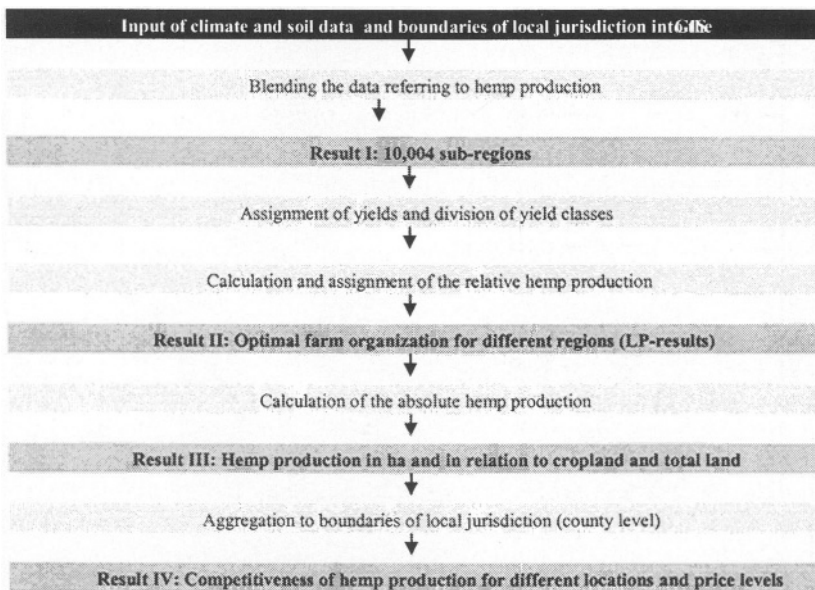 Input of climate and soil data and boundaries of local jurisdiction into the GIS
Blending the data referring to hemp production
Result I: 10,004 sub-regions
Assignment of yields and division of yield classes
Calculation and assignment of the relative hemp production
Result II: Optimal farm organization for different regions (LP-results)
Calculation of the absolute hemp production
Result III: Hemp production in ha and in relation to cropland and total land
Aggregation to boundaries of local jurisdiction (county level)
Result IV: Competitiveness of hemp production for different locations and price levels